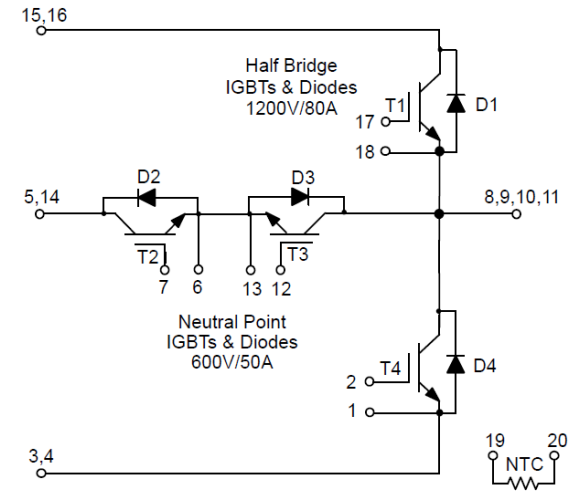 15,16
Half Bridge
IGBTs & Diodes
1200V/80A
T1
D1
17
18
D2
D3
5,14
8,9,10,11
T2
T3
7
6
13
12
Neutral Point
IGBTs & Diodes
600V/50A
2
T4
D4
1
3,4
19
20
NTC